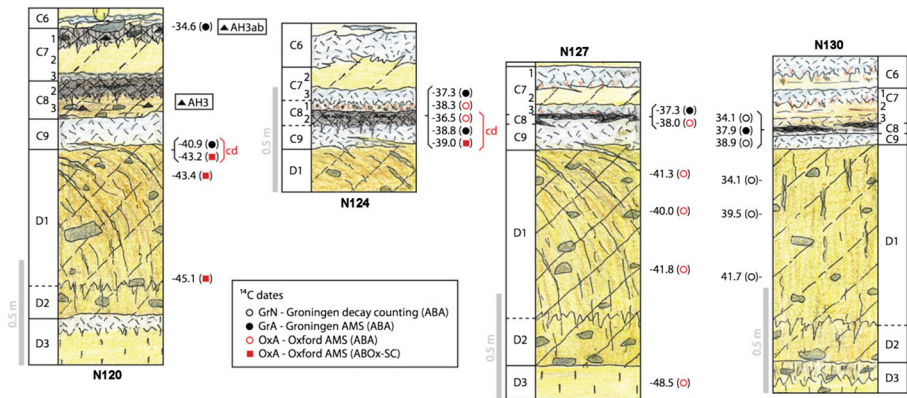 C6
1
C7
2
3
2
C8
3
C9
D1
D2
D3
0.5 m
N120
-34.6 (●) ▲ AH3ab
▲ AH3
-40.9 (●)
-43.2 (■) cd
-43.4 (■)
-45.1 (■)
C6
2
C7
3
1
C8
2
C9
D1
0.5 m
N124
-37.3 (●)
-38.3 (○)
-36.5 (○) cd
-38.8 (●)
-39.0 (■)
¹⁴C dates
○ GrN - Groningen decay counting (ABA)
● GrA - Groningen AMS (ABA)
○ OxA - Oxford AMS (ABA)
■ OxA - Oxford AMS (ABOx-SC)
N127
1
C7
2
3
C8
C9
D1
D2
D3
0.5 m
-37.3 (●)
-38.0 (○)
-41.3 (○)
-40.0 (○)
-41.8 (○)
-48.5 (○)
N130
34.1 (○)
37.9 (●)
38.9 (○)
34.1 (○)-
39.5 (○)-
41.7 (○)-
C6
1 C7
2
3
C8
C9
D1
D2
D3
0.5 m